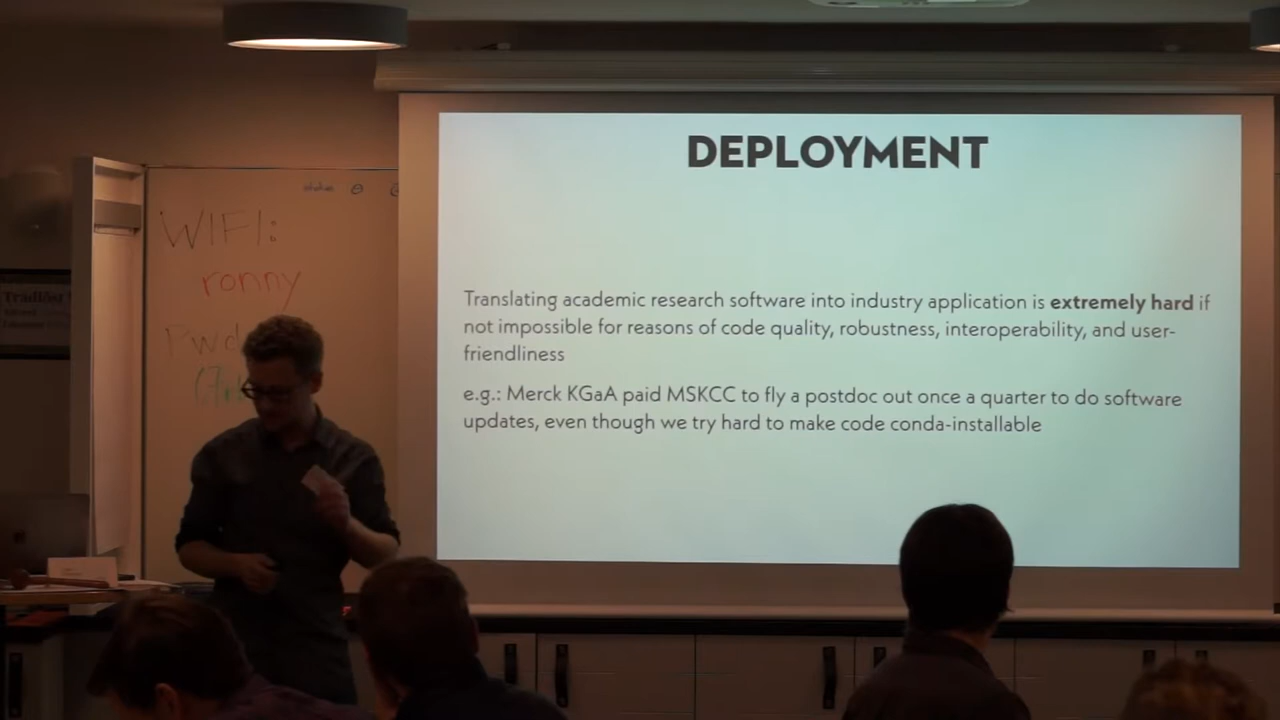 DEPLOYMENT
Translating academic research software into industry application is extremely hard if
not impossible for reasons of code quality, robustness, interoperability, and user-
friendliness
e.g.: Merck KGaA paid MSKCC to fly a postdoc out once a quarter to do software
updates, even though we try hard to make code conda-installable
WIFI:
ronny
Pwd
Trådlöst